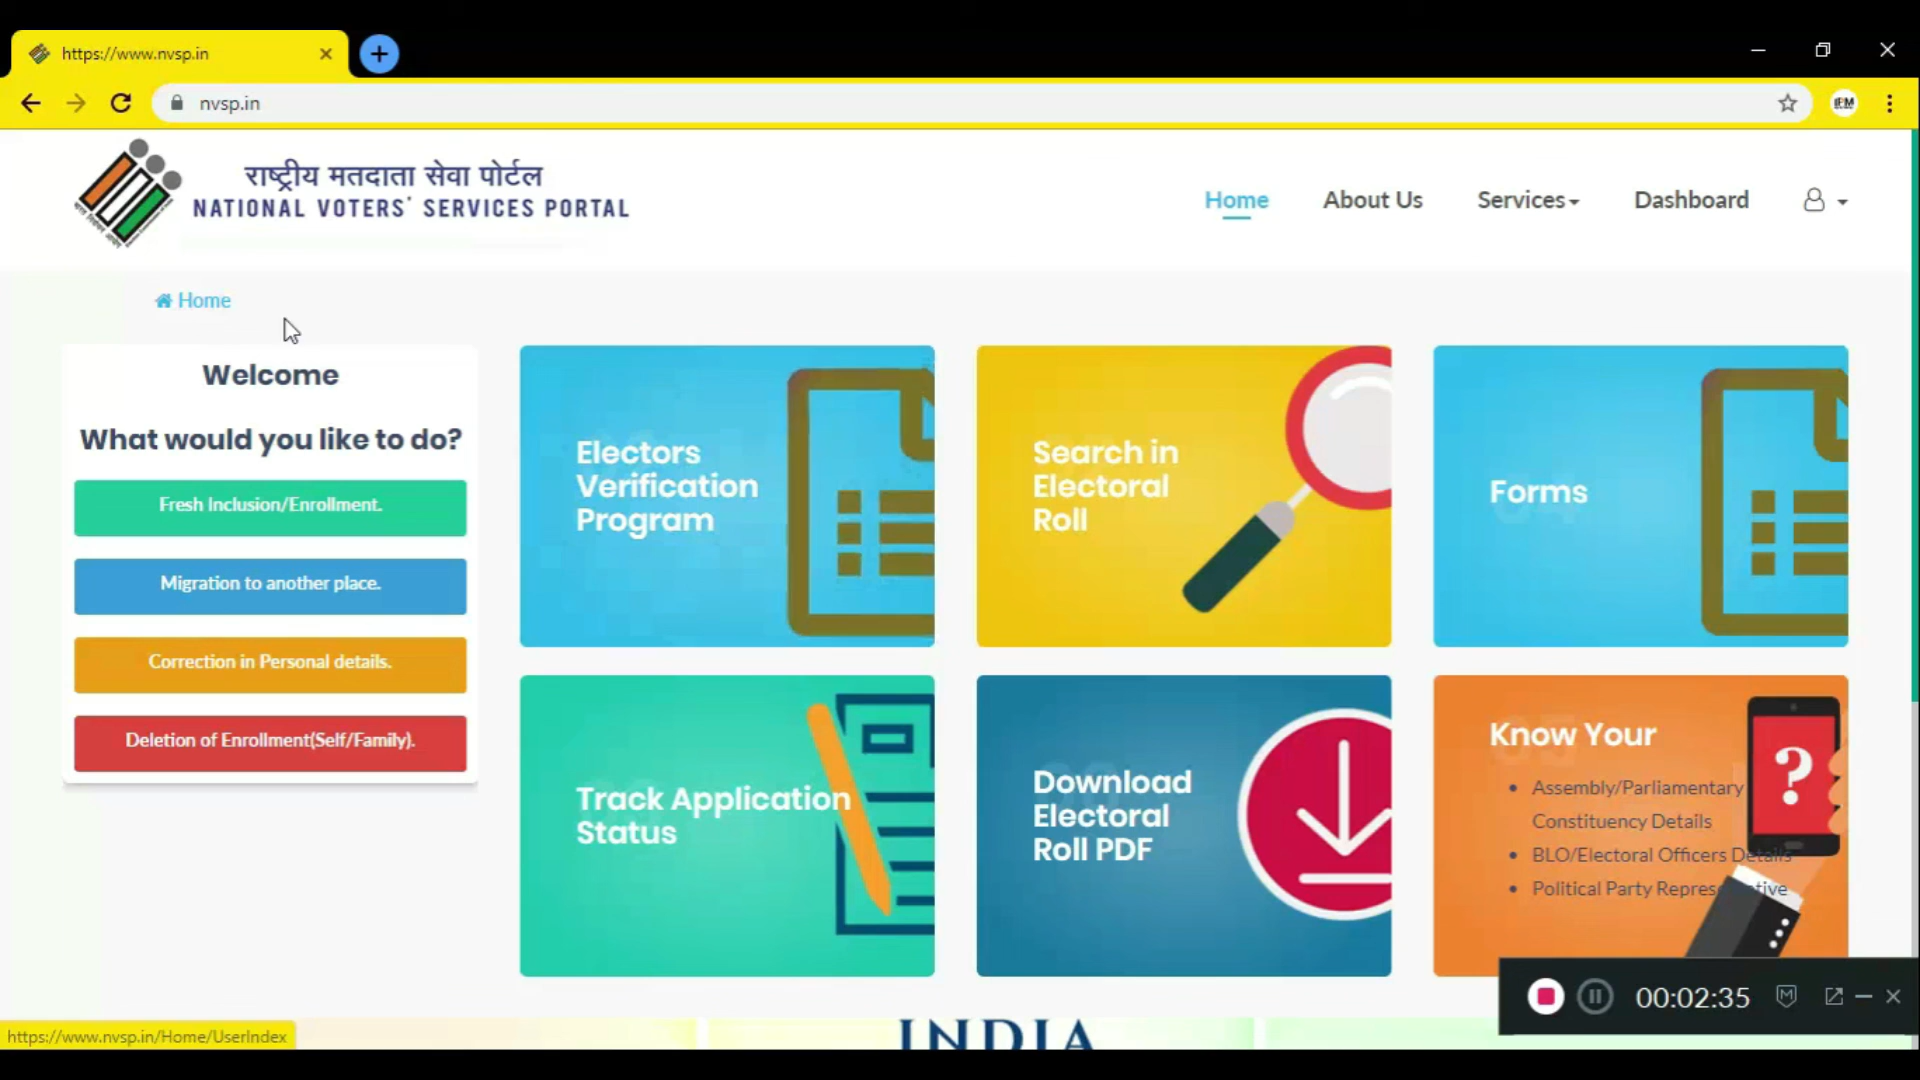 https://www.nvsp.in
nvsp.in
राष्ट्रीय मतदाता सेवा पोर्टल
NATIONAL VOTERS' SERVICES PORTAL
Home
About Us
Services
Dashboard
Home
Welcome
What would you like to do?
Fresh Inclusion/Enrollment.
Migration to another place.
Correction in Personal details.
Deletion of Enrollment(Self/Family).
Electors
Verification
Program
Search in
Electoral
Roll
Forms
Track Application
Status
Download
Electoral
Roll PDF
Know Your
Assembly/Parliamentary
Constituency Details
BLO/Electoral Officers Details
Political Party
?
00:02:35
https://www.nvsp.in/Home/UserIndex
INDIA